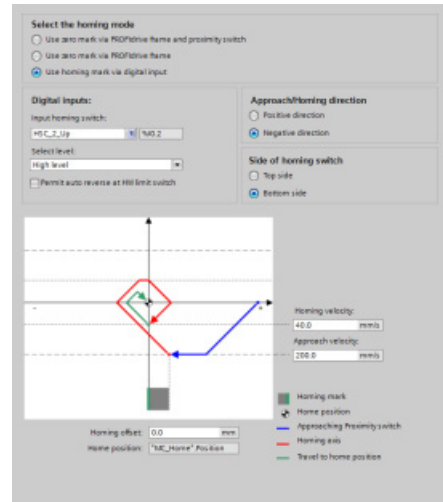 Select the homing mode
Use zero mark via PROFIdrive frame and proximity switch
Use zero mark via PROFIdrive frame
Use homing mark via digital input
Digital inputs:
Input homing switch:
HSC_2_Up
%I0.2
Select level:
High level
Permit auto reverse at HW limit switch
Approach/Homing direction
Positive direction
Negative direction
Side of homing switch
Top side
Bottom side
-
+
Homing velocity:
40.0 mm/s
Approach velocity:
200.0 mm/s
Homing mark
Home position
Approaching Proximity switch
Homing axis
Travel to home position
Homing offset: 0.0 mm
Home position: "MC_Home".Position